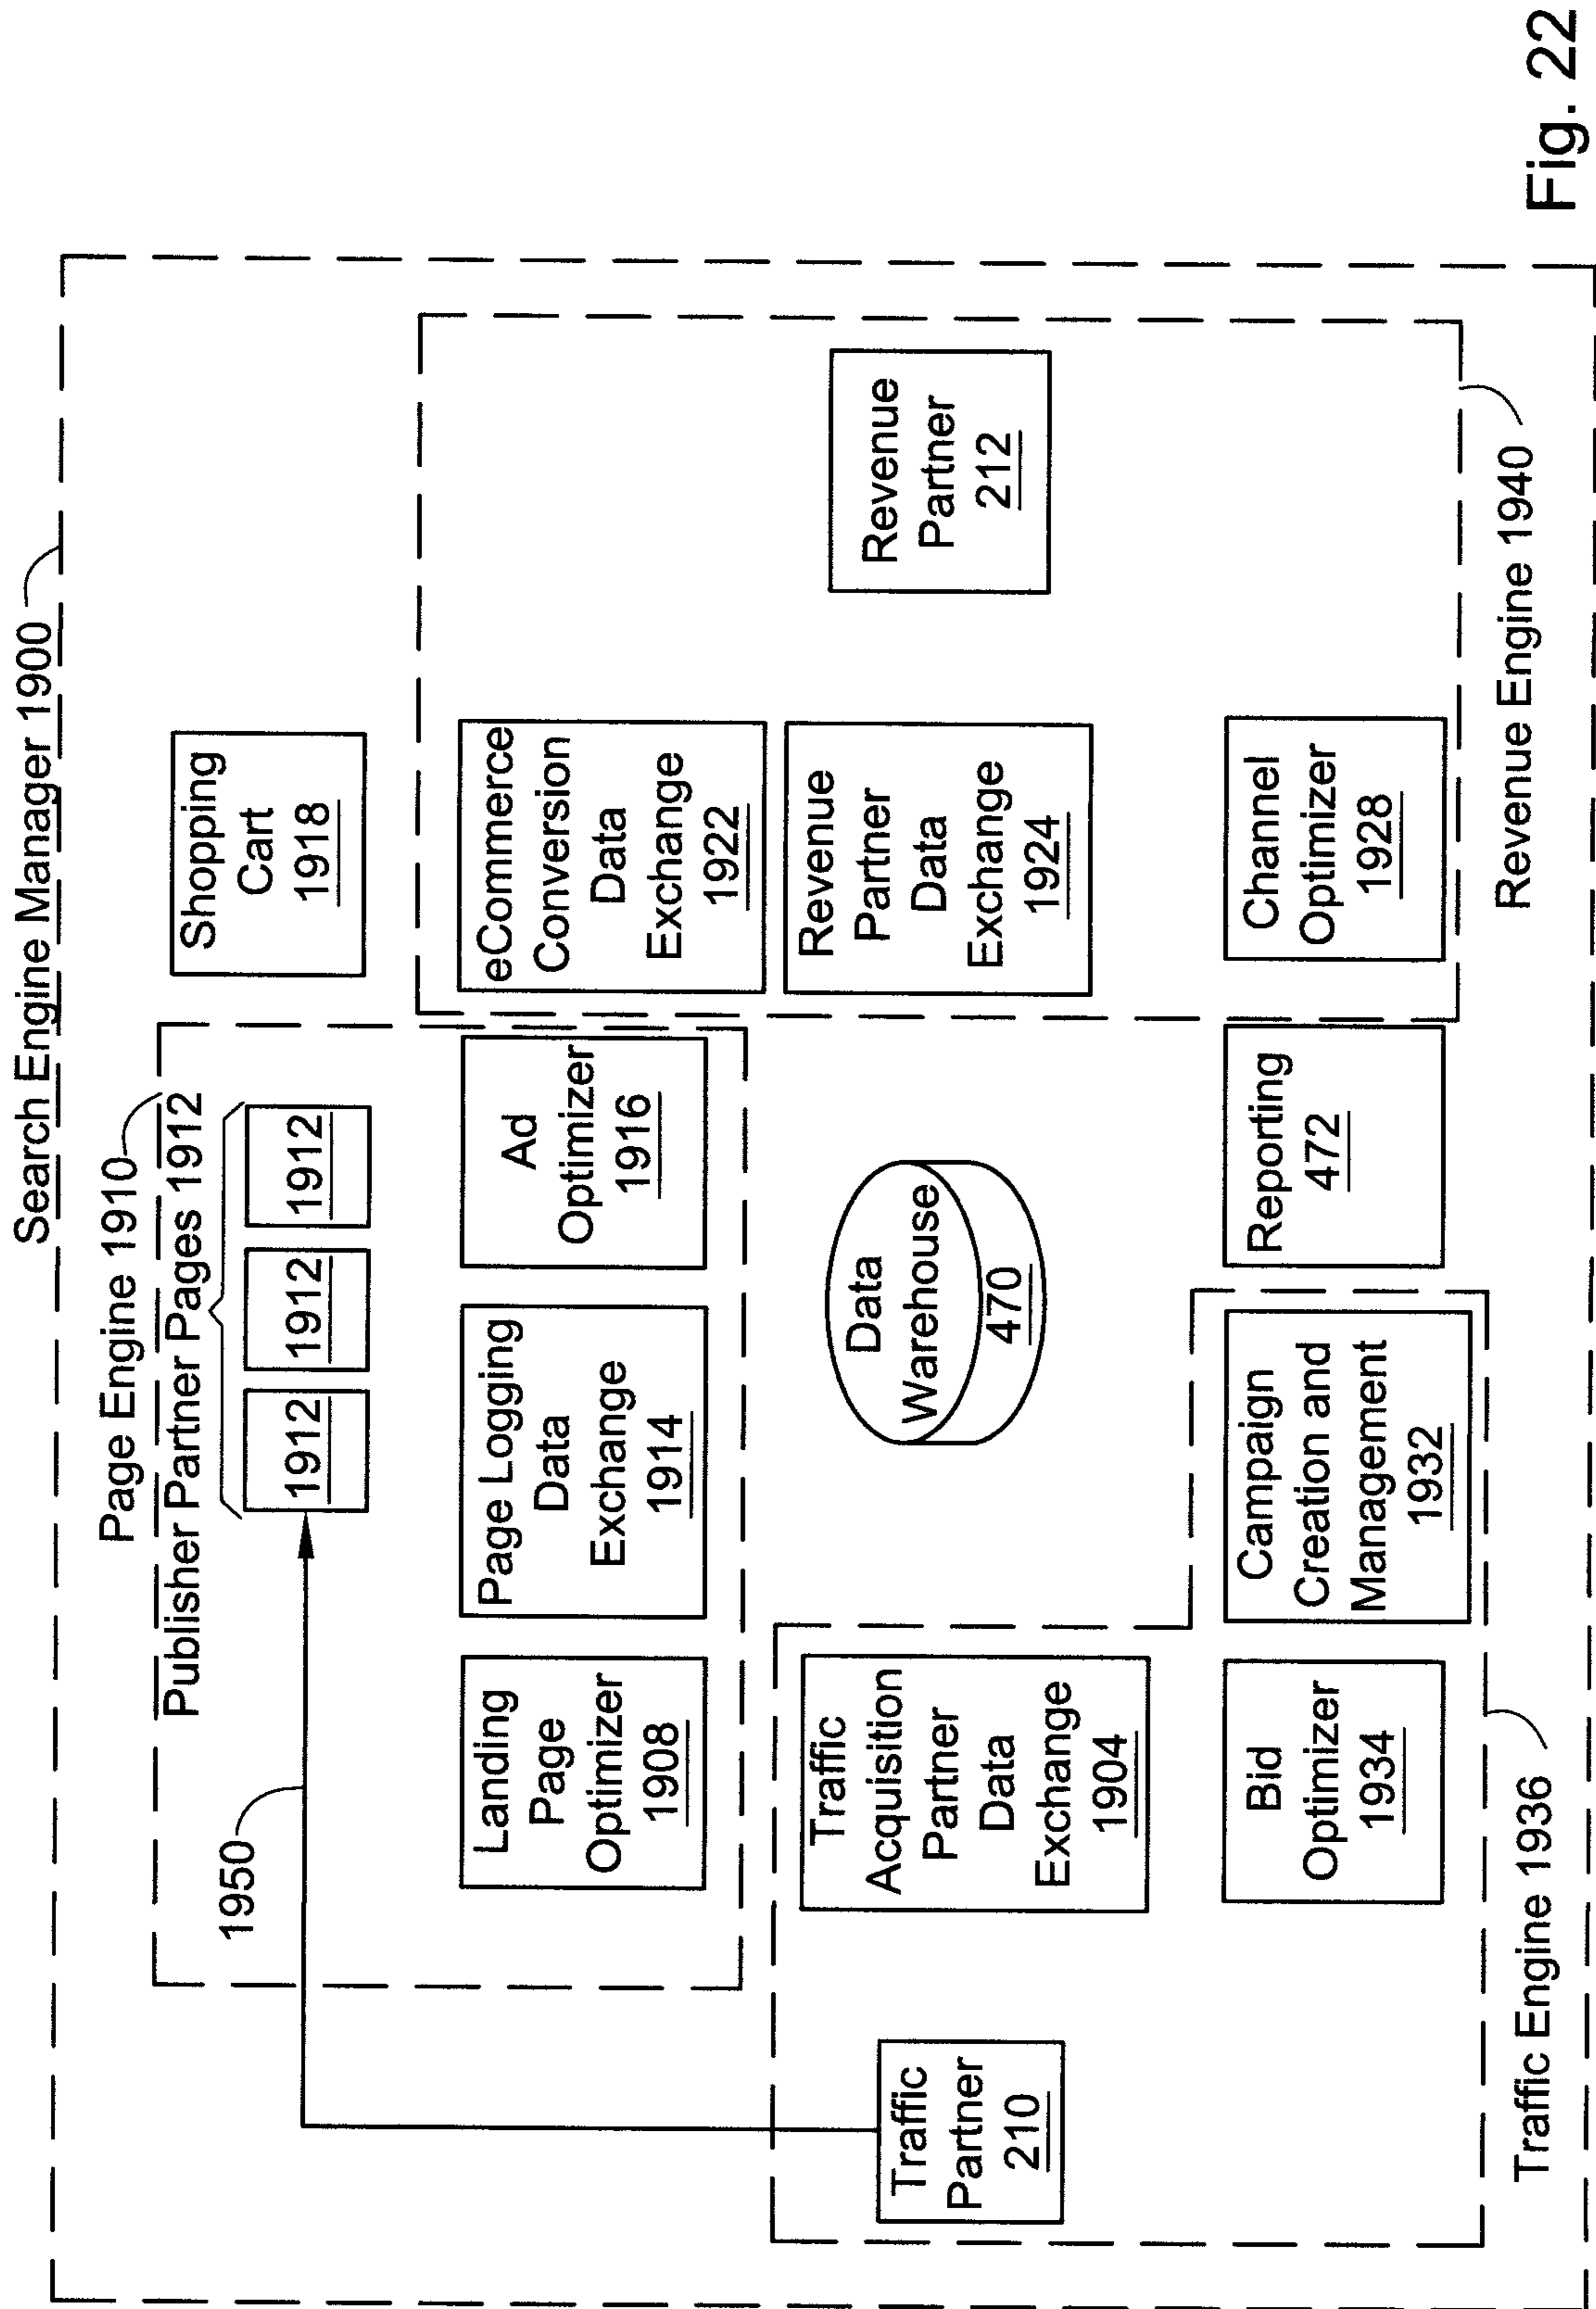 Search Engine Manager 1900
Page Engine 1910
Publisher Partner Pages 1912
1912
1912
1912
Shopping
Cart
1918
1950
Landing
Page
Optimizer
1908
Page Logging
Data
Exchange
1914
Ad
Optimizer
1916
eCommerce
Conversion
Data
Exchange
1922
Traffic
Partner
210
Traffic
Acquisition
Partner
Data
Exchange
1904
Data
Warehouse
470
Revenue
Partner
Data
Exchange
1924
Revenue
Partner
212
Bid
Optimizer
1934
Campaign
Creation and
Management
1932
Reporting
472
Channel
Optimizer
1928
Traffic Engine 1936
Revenue Engine 1940
Fig. 22